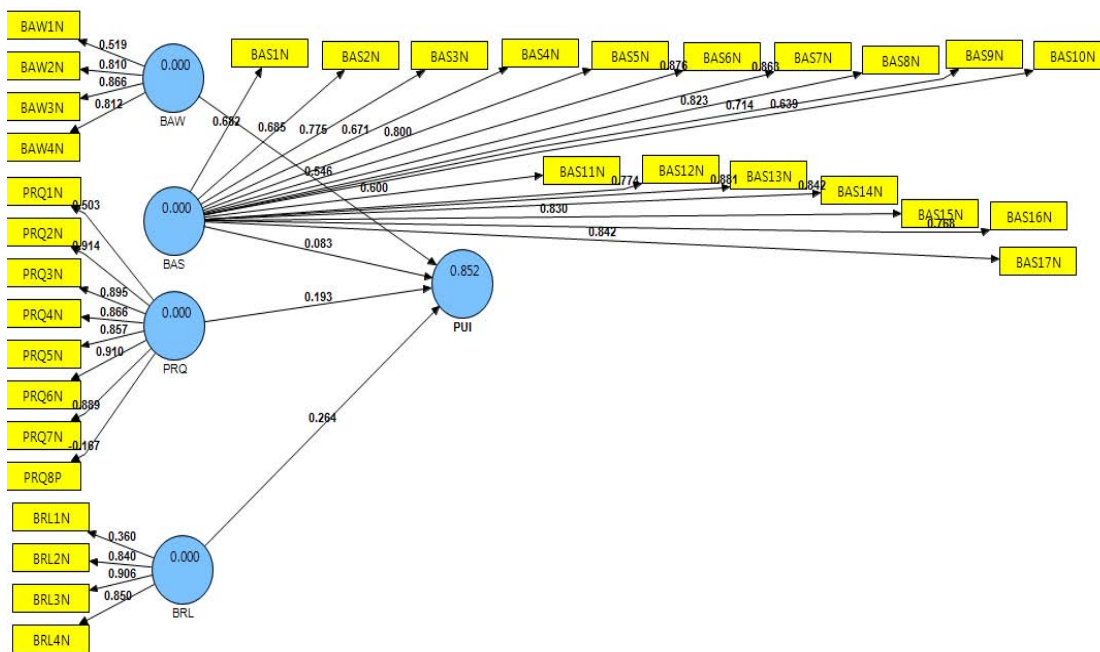 BAW1N
0.519
BAW2N
0.810
0.866
BAW3N
0.812
BAW4N
0.000
BAW
BAS1N
BAS2N
BAS3N
BAS4N
BAS5N
BAS6N
BAS7N
BAS8N
BAS9N
BAS10N
0.682
0.685
0.775
0.671
0.800
0.876
0.863
0.823
0.714
0.639
0.546
BAS11N
BAS12N
BAS13N
BAS14N
BAS15N
BAS16N
BAS17N
0.600
0.774
0.881
0.842
0.830
0.768
0.842
0.000
BAS
0.083
PRQ1N
0.503
PRQ2N
0.914
PRQ3N
0.895
PRQ4N
0.866
0.857
PRQ5N
0.910
PRQ6N
0.889
PRQ7N
-0.167
PRQ8P
0.000
PRQ
0.193
0.852
PUI
0.264
BRL1N
0.360
BRL2N
0.840
0.906
BRL3N
0.850
BRL4N
0.000
BRL